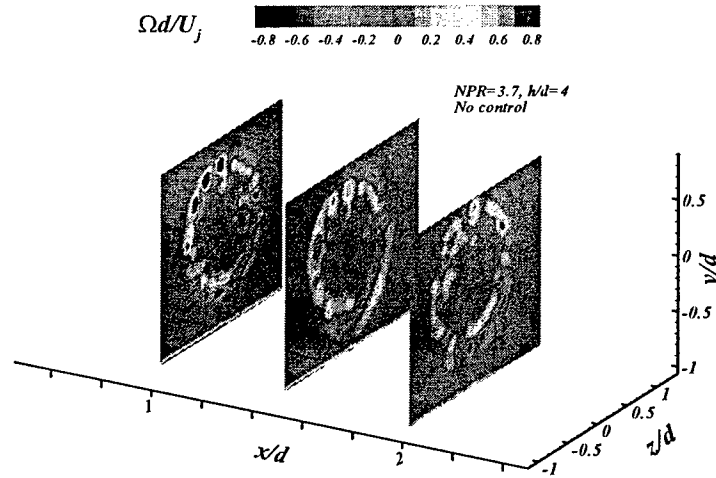 Ωd/U_j
-0.8 -0.6 -0.4 -0.2 0 0.2 0.4 0.6 0.8
NPR=3.7, h/d=4
No control
0.5
0
-0.5
-1
y/d
1
0.5
0
-0.5
-1
z/d
1
2
x/d